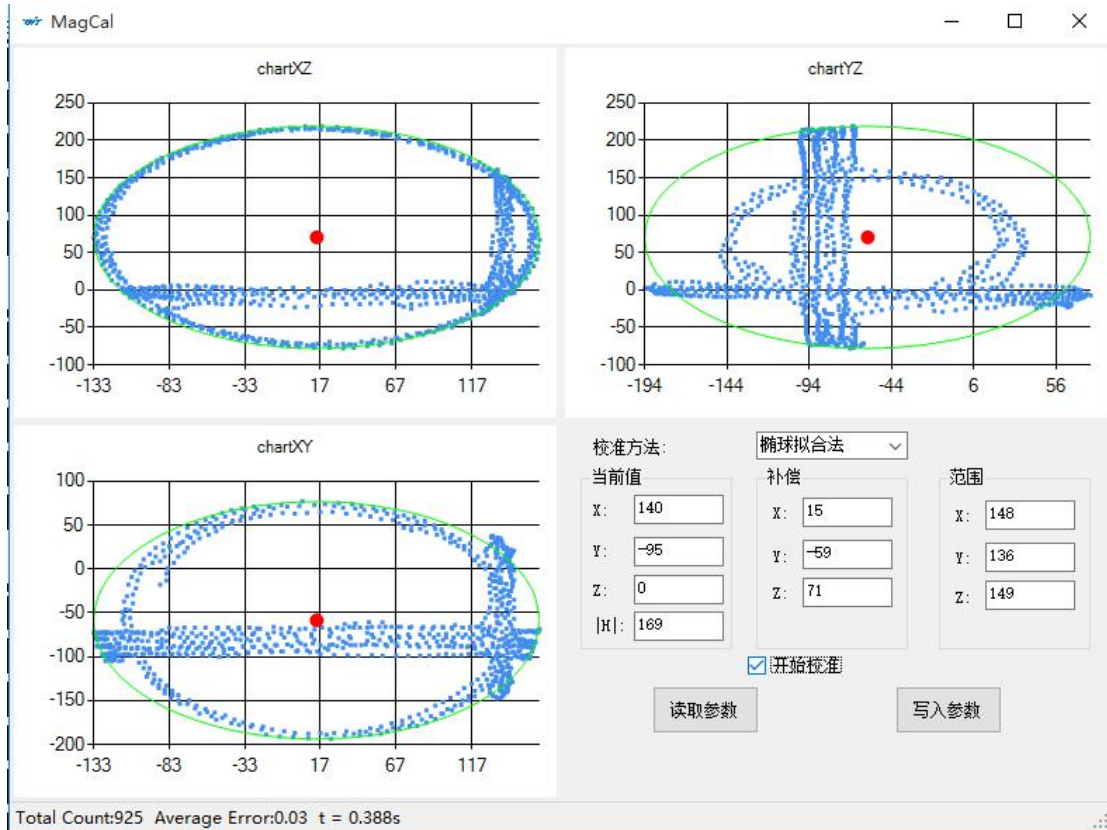 MagCal
chartXZ
250
200
150
100
50
0
-50
-100
-133 -83 -33 17 67 117
chartYZ
250
200
150
100
50
0
-50
-100
-194 -144 -94 -44 6 56
chartXY
100
50
0
-50
-100
-150
-200
-133 -83 -33 17 67 117
校准方法: 椭球拟合法
当前值 补偿 范围
X: 140 X: 15 X: 148
Y: -95 Y: -59 Y: 136
Z: 0 Z: 71 Z: 149
|H|: 169
开始校准
读取参数 写入参数
Total Count:925 Average Error:0.03 t = 0.388s